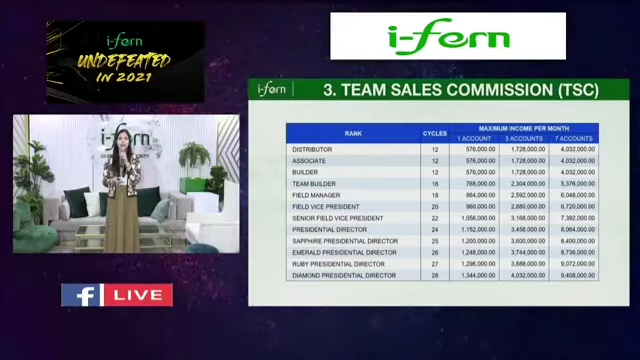 i-fern
UNDEFEATED
IN 2021
i-fern
i-fern
3. TEAM SALES COMMISSION (TSC)
i-fern
RANK CYCLES MAXIMUM INCOME PER MONTH
1 ACCOUNT 3 ACCOUNTS 7 ACCOUNTS
DISTRIBUTOR 12 576,000.00 1,728,000.00 4,032,000.00
ASSOCIATE 12 576,000.00 1,728,000.00 4,032,000.00
BUILDER 12 576,000.00 1,728,000.00 4,032,000.00
TEAM BUILDER 16 768,000.00 2,304,000.00 5,376,000.00
FIELD MANAGER 18 864,000.00 2,592,000.00 6,048,000.00
FIELD VICE PRESIDENT 20 960,000.00 2,880,000.00 6,720,000.00
SENIOR FIELD VICE PRESIDENT 22 1,056,000.00 3,168,000.00 7,392,000.00
PRESIDENTIAL DIRECTOR 24 1,152,000.00 3,456,000.00 8,064,000.00
SAPPHIRE PRESIDENTIAL DIRECTOR 25 1,200,000.00 3,600,000.00 8,400,000.00
EMERALD PRESIDENTIAL DIRECTOR 26 1,248,000.00 3,744,000.00 8,736,000.00
RUBY PRESIDENTIAL DIRECTOR 27 1,296,000.00 3,888,000.00 9,072,000.00
DIAMOND PRESIDENTIAL DIRECTOR 28 1,344,000.00 4,032,000.00 9,408,000.00
f LIVE